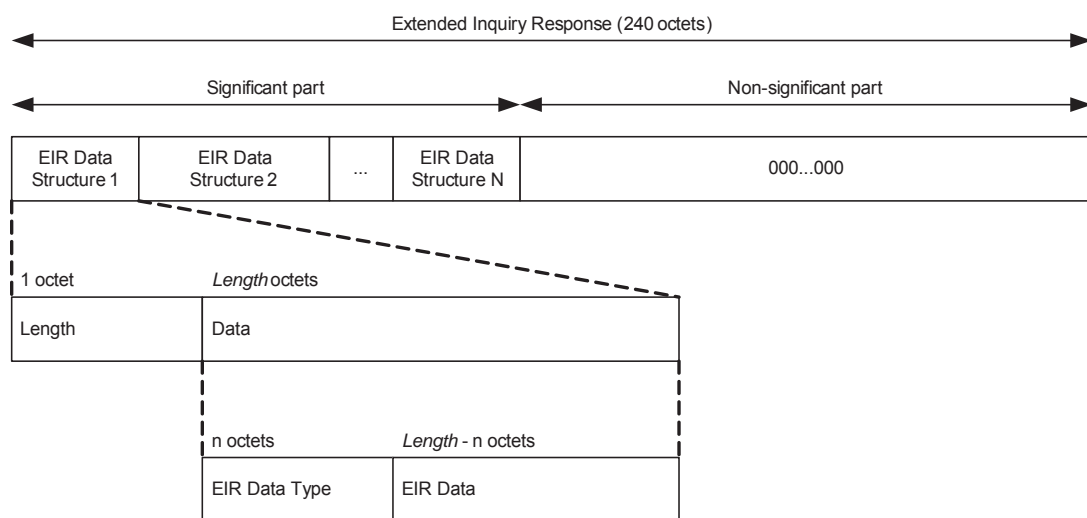 Extended Inquiry Response (240 octets)
Significant part
Non-significant part
EIR Data
Structure 1
EIR Data
Structure 2
...
EIR Data
Structure N
000...000
1 octet
Length octets
Length
Data
n octets
Length - n octets
EIR Data Type
EIR Data